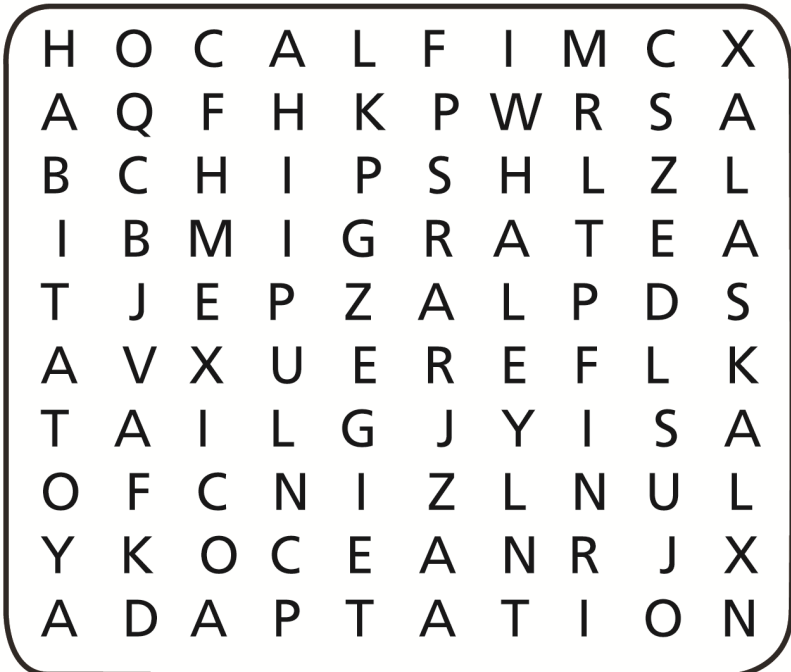 H O C A L F I M C X
A Q F H K P W R S A
B C H I P S H L Z L
I B M I G R A T E A
T J E P Z A L P D S
A V X U E R E F L K
T A I L G J Y I S A
O F C N I Z L N U L
Y K O C E A N R J X
A D A P T A T I O N